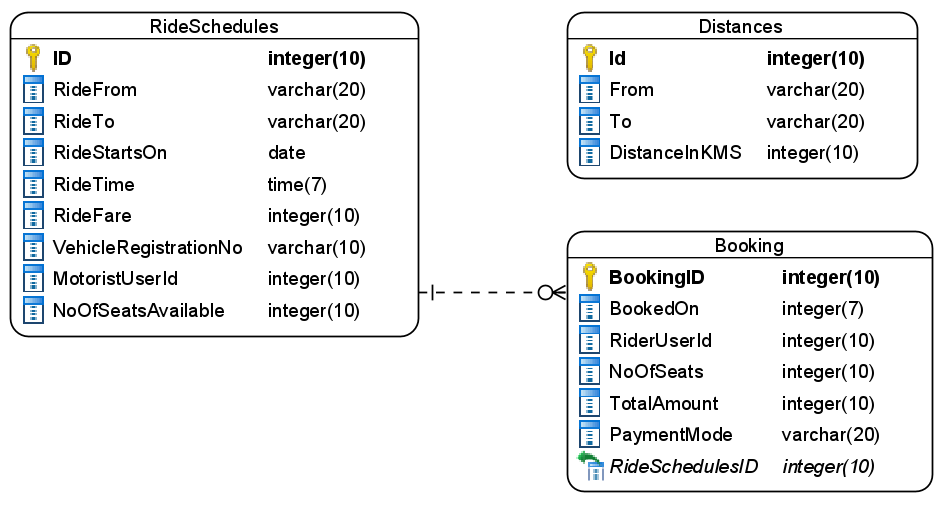 RideSchedules
ID integer(10)
RideFrom varchar(20)
RideTo varchar(20)
RideStartsOn date
RideTime time(7)
RideFare integer(10)
VehicleRegistrationNo varchar(10)
MotoristUserId integer(10)
NoOfSeatsAvailable integer(10)
Distances
Id integer(10)
From varchar(20)
To varchar(20)
DistanceInKMS integer(10)
Booking
BookingID integer(10)
BookedOn integer(7)
RiderUserId integer(10)
NoOfSeats integer(10)
TotalAmount integer(10)
PaymentMode varchar(20)
RideSchedulesID integer(10)